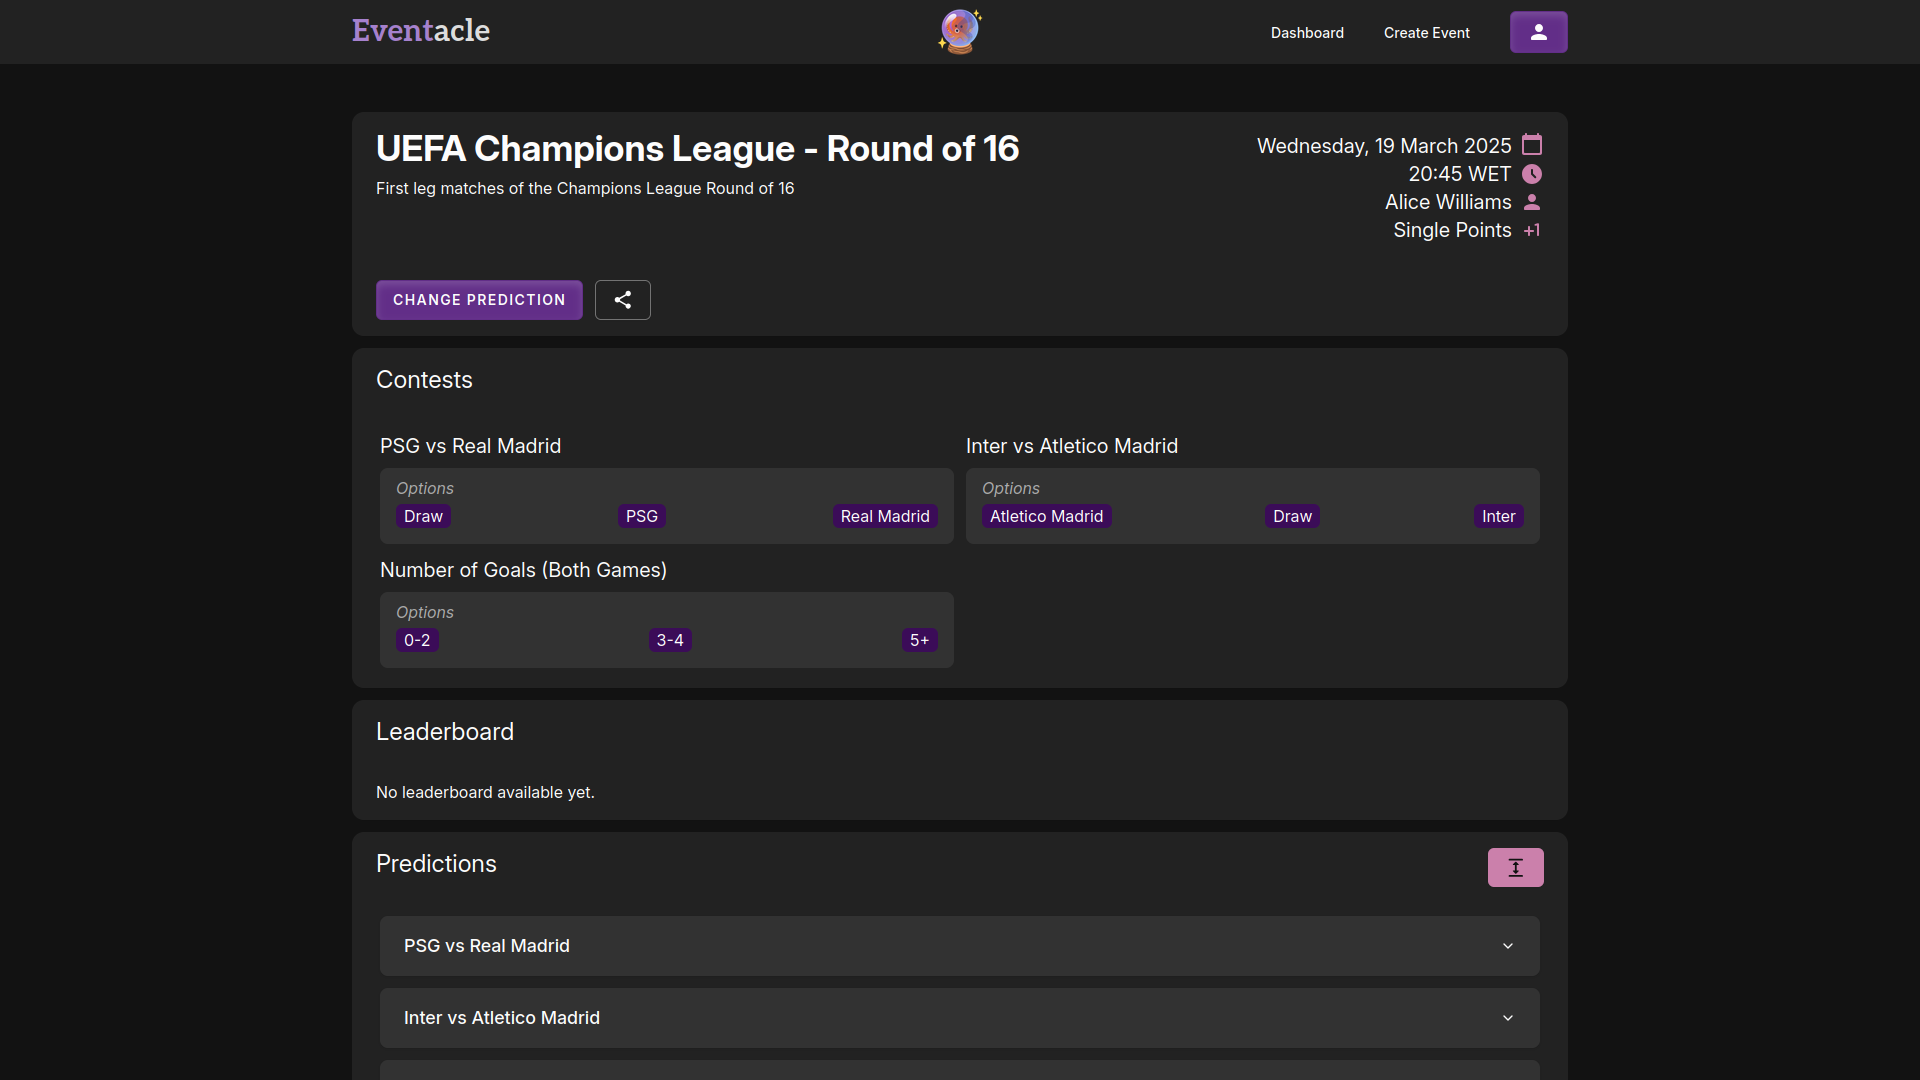 Eventacle
Dashboard
Create Event
UEFA Champions League - Round of 16
First leg matches of the Champions League Round of 16
Wednesday, 19 March 2025
20:45 WET
Alice Williams
Single Points +1
CHANGE PREDICTION
Contests
PSG vs Real Madrid
Options
Draw PSG Real Madrid
Inter vs Atletico Madrid
Options
Atletico Madrid Draw Inter
Number of Goals (Both Games)
Options
0-2 3-4 5+
Leaderboard
No leaderboard available yet.
Predictions
PSG vs Real Madrid
Inter vs Atletico Madrid